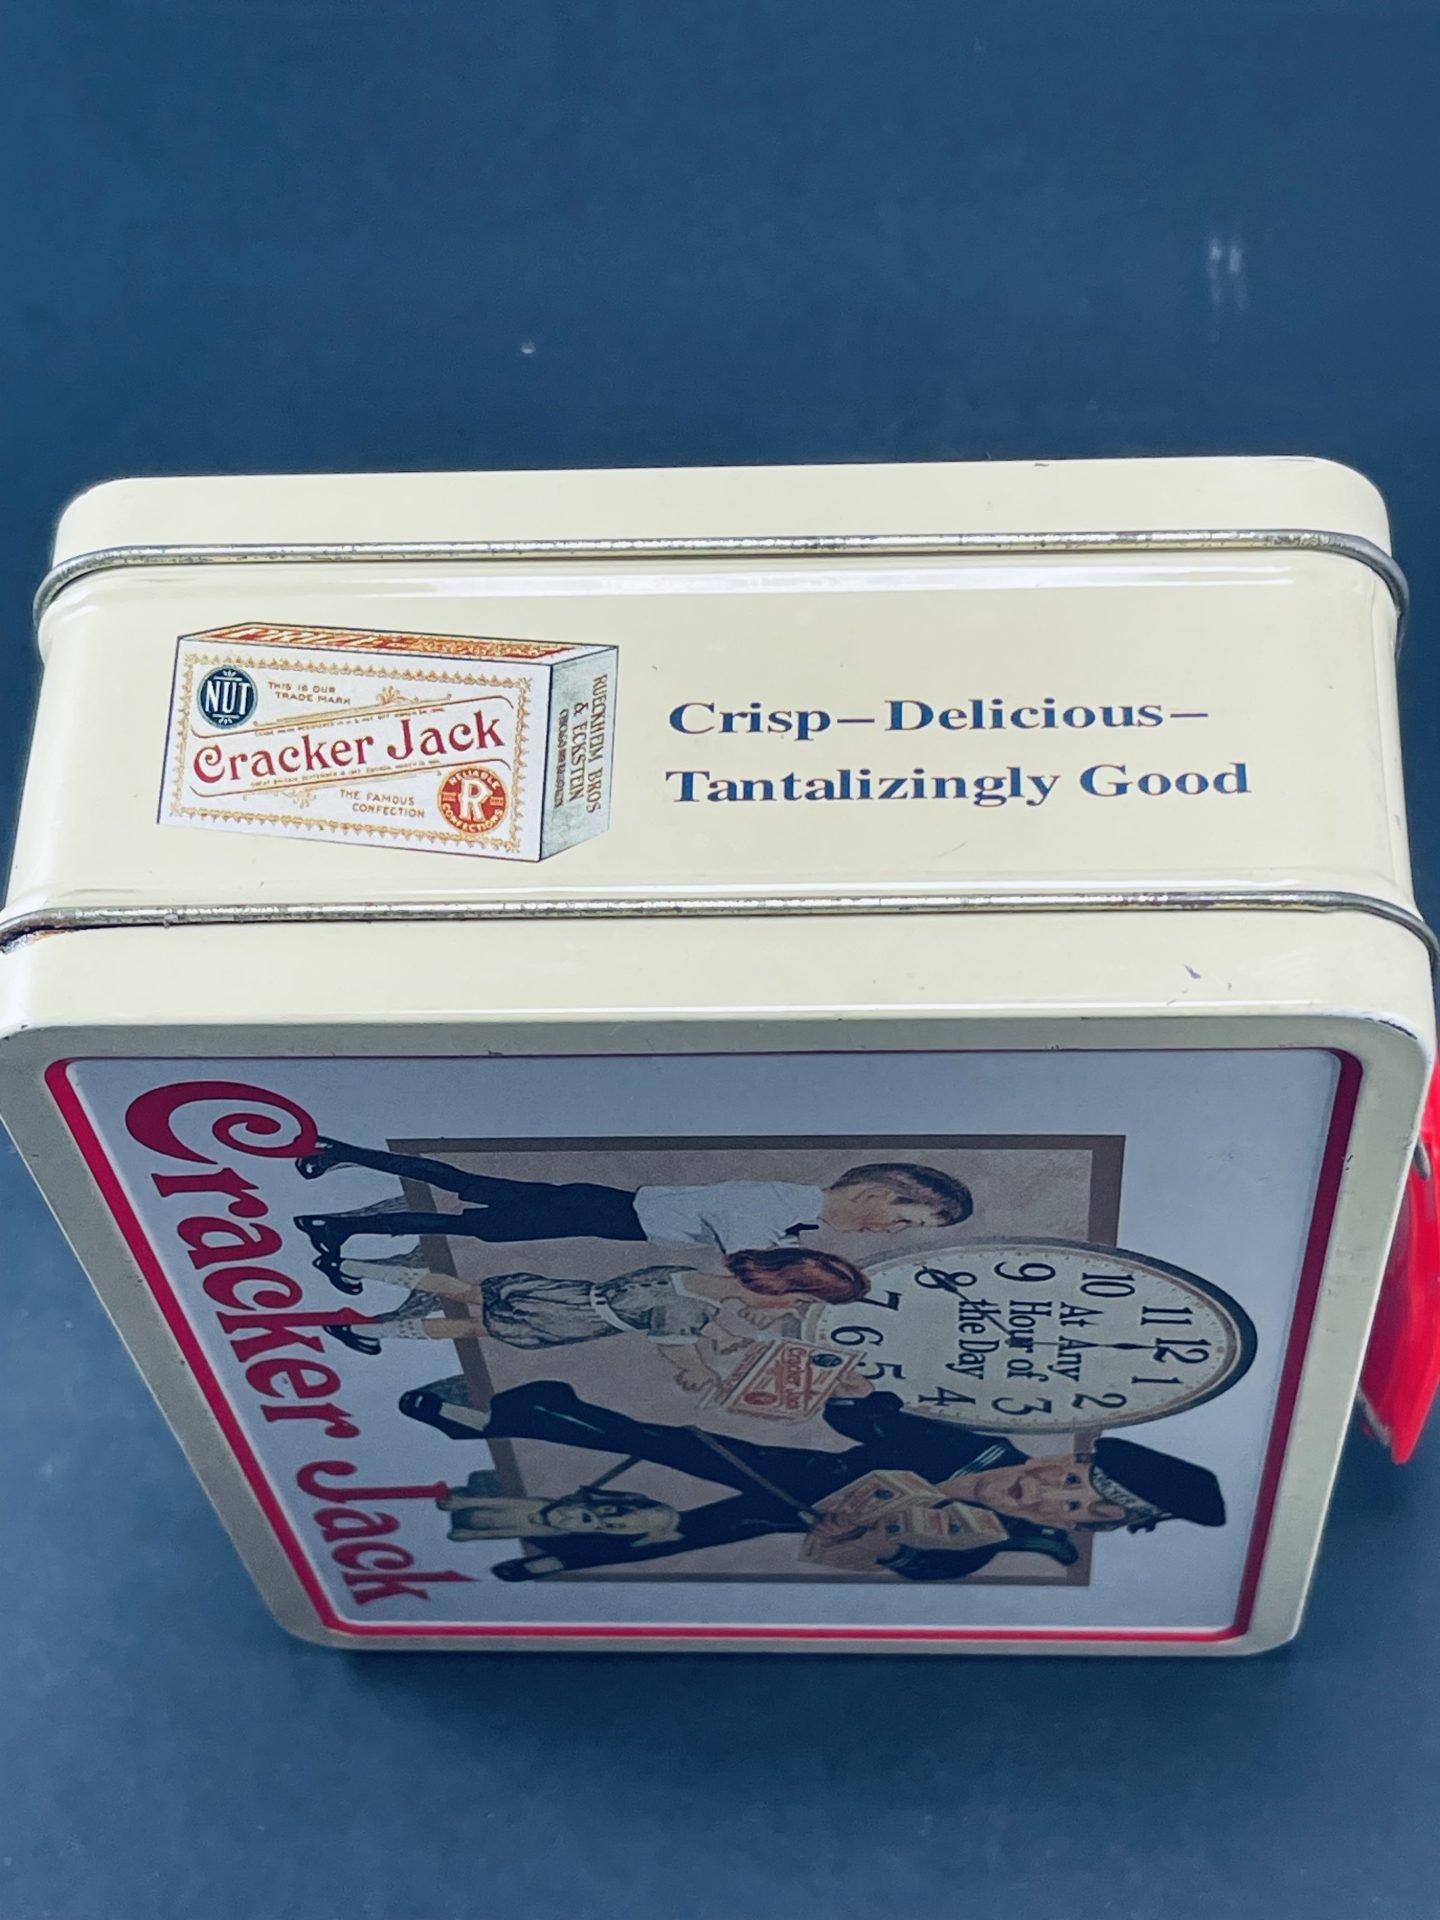 NUT
THIS IS OUR
TRADE MARK
Cracker Jack
THE FAMOUS
CONFECTION
RELIABLE
R
CONFECTIONS
RUECKHEIM BROS
& ECKSTEIN
Crisp–Delicious–
Tantalizingly Good
Cracker Jack
12
11
1
10
2
At Any
9
Hour of
3
8
the Day
4
7
6
5
Cracker Jack